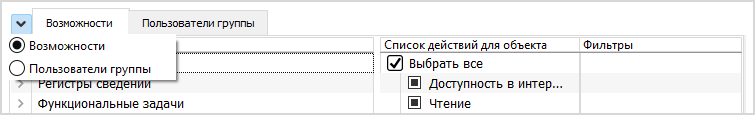 Возможности Пользователи группы
Возможности
Пользователи группы
Список действий для объекта Фильтры
Выбрать все
Регистры сведений Доступность в интер...
Функциональные задачи Чтение